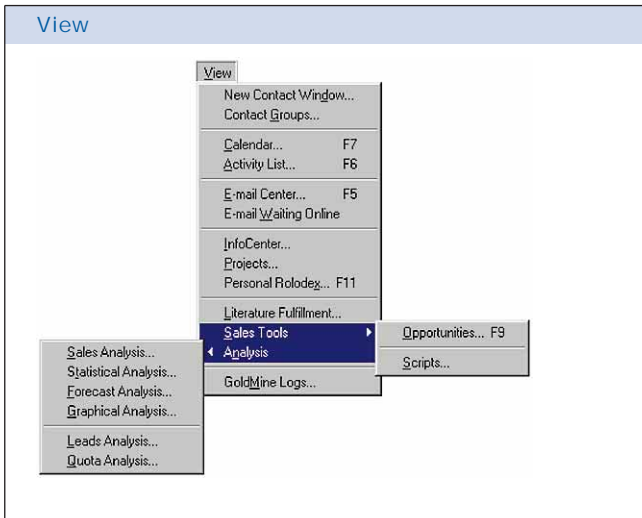 View
View
New Contact Window...
Contact Groups...
Calendar... F7
Activity List... F6
E-mail Center... F5
E-mail Waiting Online
InfoCenter...
Projects...
Personal Rolodex... F11
Literature Fulfillment...
Sales Tools
Analysis
GoldMine Logs...
Opportunities... F9
Scripts...
Sales Analysis...
Statistical Analysis...
Forecast Analysis...
Graphical Analysis...
Leads Analysis...
Quota Analysis...